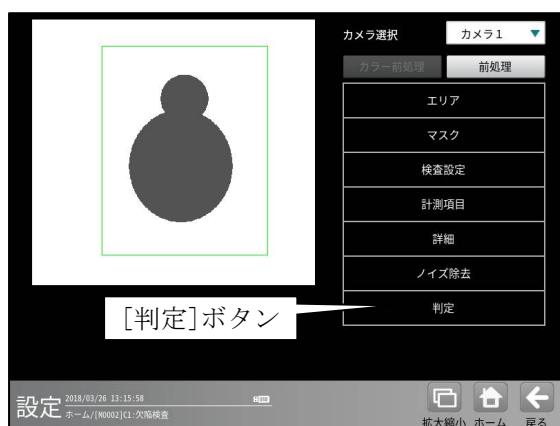 カメラ選択 カメラ1
カラー前処理 前処理
エリア
マスク
検査設定
計測項目
詳細
ノイズ除去
判定
[判定]ボタン
設定 2018/03/26 13:15:58
ホーム/[M0002]C1:欠陥検査
拡大縮小 ホーム 戻る